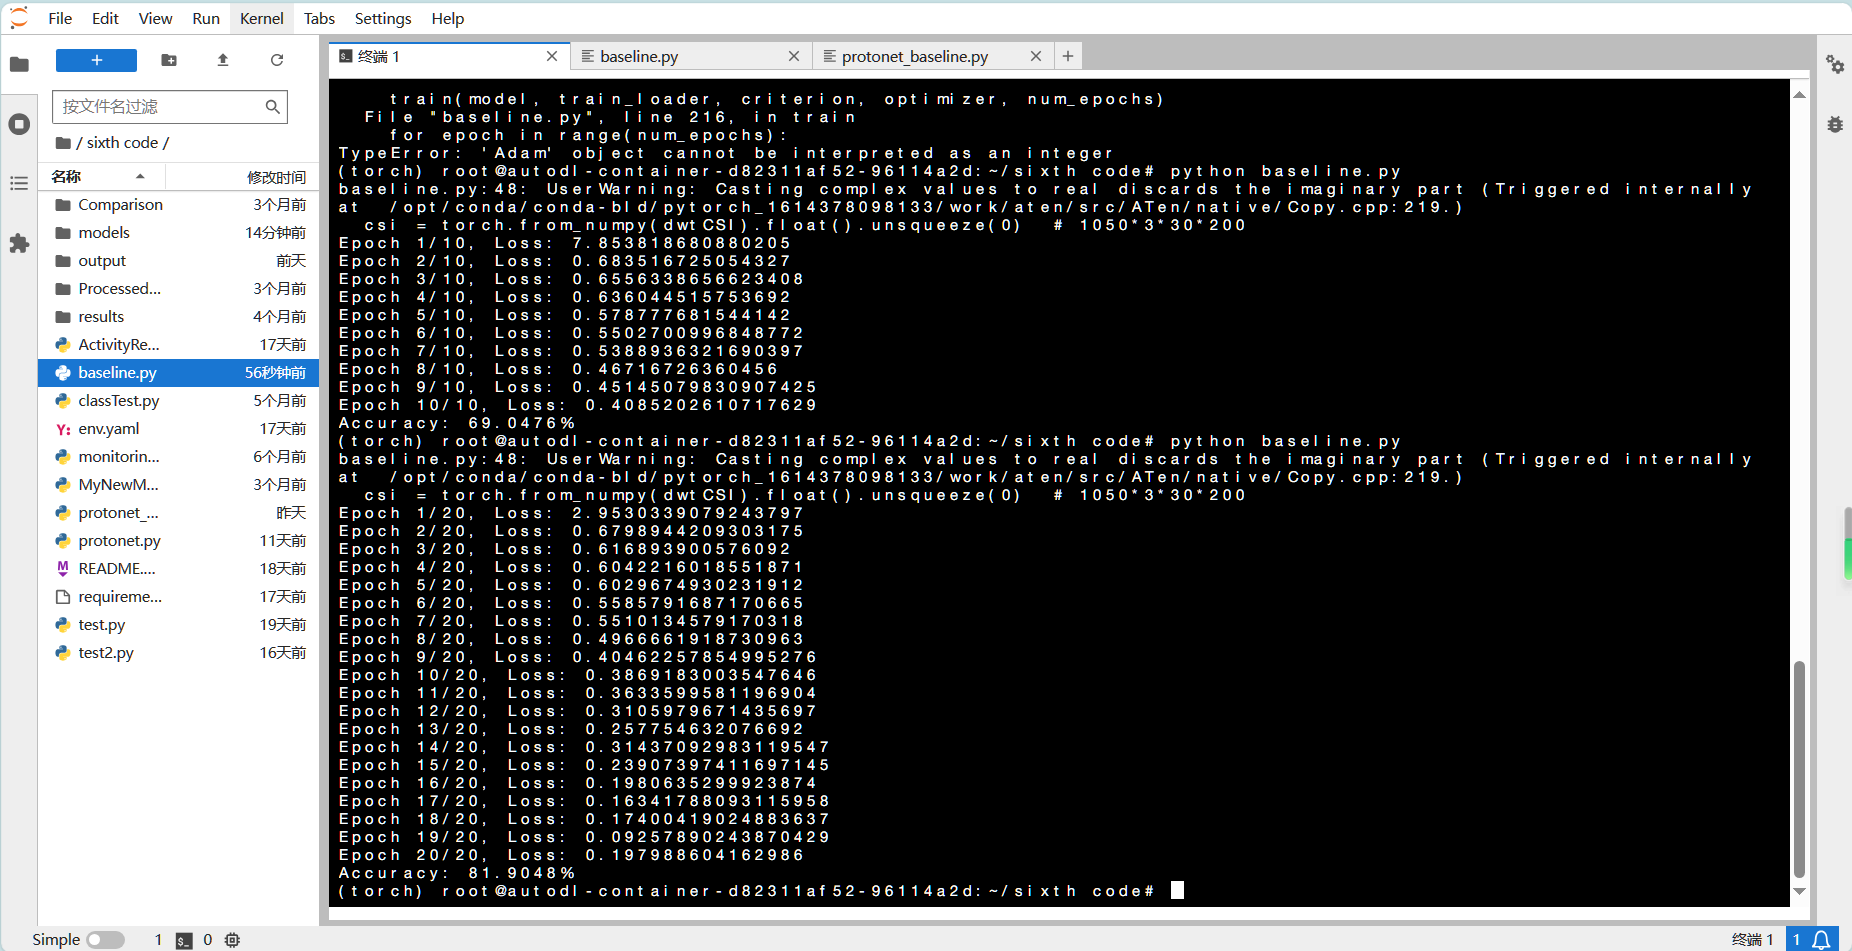 File Edit View Run Kernel Tabs Settings Help
+
终端 1
baseline.py
protonet_baseline.py
按文件名过滤
/ sixth code /
名称 修改时间
Comparison 3个月前
models 14分钟前
output 前天
Processed... 3个月前
results 4个月前
ActivityRe... 17天前
baseline.py 56秒钟前
classTest.py 5个月前
env.yaml 17天前
monitorin... 6个月前
MyNewM... 3个月前
protonet_... 昨天
protonet.py 11天前
README.... 18天前
requireme... 17天前
test.py 19天前
test2.py 16天前
train(model, train_loader, criterion, optimizer, num_epochs)
File "baseline.py", line 216, in train
for epoch in range(num_epochs):
TypeError: 'Adam' object cannot be interpreted as an integer
(torch) root@autodl-container-d82311af52-96114a2d:~/sixth code# python baseline.py
baseline.py:48: UserWarning: Casting complex values to real discards the imaginary part (Triggered internally
at  /opt/conda/conda-bld/pytorch_1614378098133/work/aten/src/ATen/native/Copy.cpp:219.)
csi = torch.from_numpy(dwtCSI).float().unsqueeze(0)  # 1050*3*30*200
Epoch 1/10, Loss: 7.853818680880205
Epoch 2/10, Loss: 0.683516725054327
Epoch 3/10, Loss: 0.6556338656623408
Epoch 4/10, Loss: 0.636044515753692
Epoch 5/10, Loss: 0.578777681544142
Epoch 6/10, Loss: 0.5502700996848772
Epoch 7/10, Loss: 0.5388936321690397
Epoch 8/10, Loss: 0.46716726360456
Epoch 9/10, Loss: 0.451450798309074​25
Epoch 10/10, Loss: 0.4085202610717629
Accuracy: 69.0476%
(torch) root@autodl-container-d82311af52-96114a2d:~/sixth code# python baseline.py
baseline.py:48: UserWarning: Casting complex values to real discards the imaginary part (Triggered internally
at  /opt/conda/conda-bld/pytorch_1614378098133/work/aten/src/ATen/native/Copy.cpp:219.)
csi = torch.from_numpy(dwtCSI).float().unsqueeze(0)  # 1050*3*30*200
Epoch 1/20, Loss: 2.9530339079243797
Epoch 2/20, Loss: 0.6798944209303175
Epoch 3/20, Loss: 0.616893900576092
Epoch 4/20, Loss: 0.6042216018551871
Epoch 5/20, Loss: 0.6029674930231912
Epoch 6/20, Loss: 0.5585791687170665
Epoch 7/20, Loss: 0.5510134579170318
Epoch 8/20, Loss: 0.4966661918730963
Epoch 9/20, Loss: 0.40462257854995276
Epoch 10/20, Loss: 0.3869183003547646
Epoch 11/20, Loss: 0.3633599581196904
Epoch 12/20, Loss: 0.3105979671435697
Epoch 13/20, Loss: 0.257754632076692
Epoch 14/20, Loss: 0.31437092983119547
Epoch 15/20, Loss: 0.23907397411697145
Epoch 16/20, Loss: 0.1980635299923874
Epoch 17/20, Loss: 0.16341788093115958
Epoch 18/20, Loss: 0.17400419024883637
Epoch 19/20, Loss: 0.09257890243870429
Epoch 20/20, Loss: 0.197988604162986
Accuracy: 81.9048%
(torch) root@autodl-container-d82311af52-96114a2d:~/sixth code#
Simple 1 0 终端 1 1